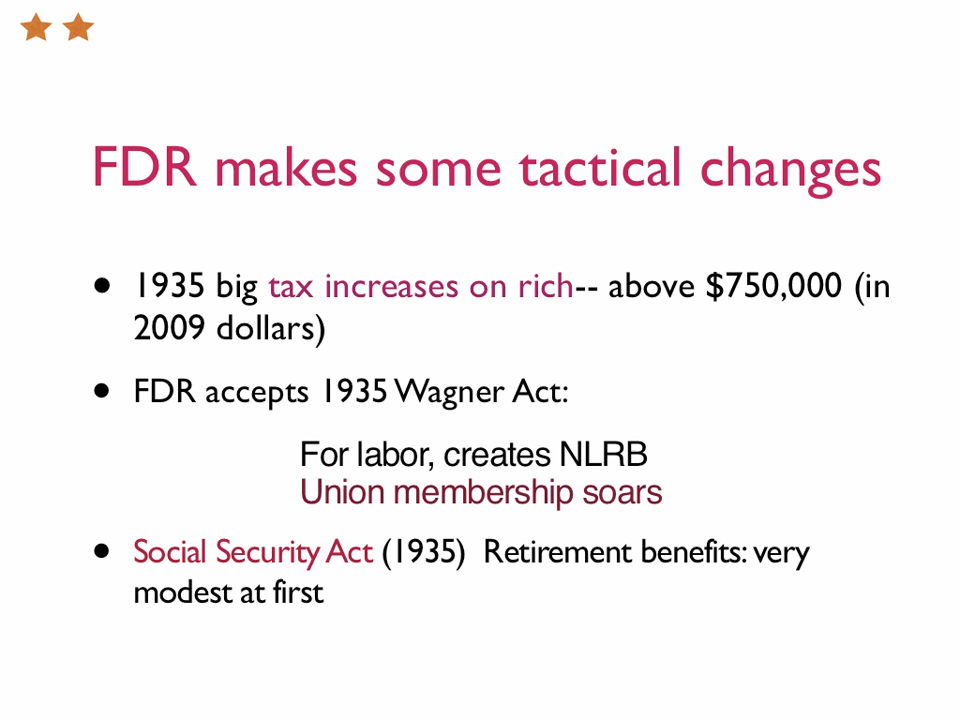 FDR makes some tactical changes
• 1935 big tax increases on rich-- above $750,000 (in
2009 dollars)
• FDR accepts 1935 Wagner Act:
For labor, creates NLRB
Union membership soars
• Social Security Act (1935) Retirement benefits: very
modest at first